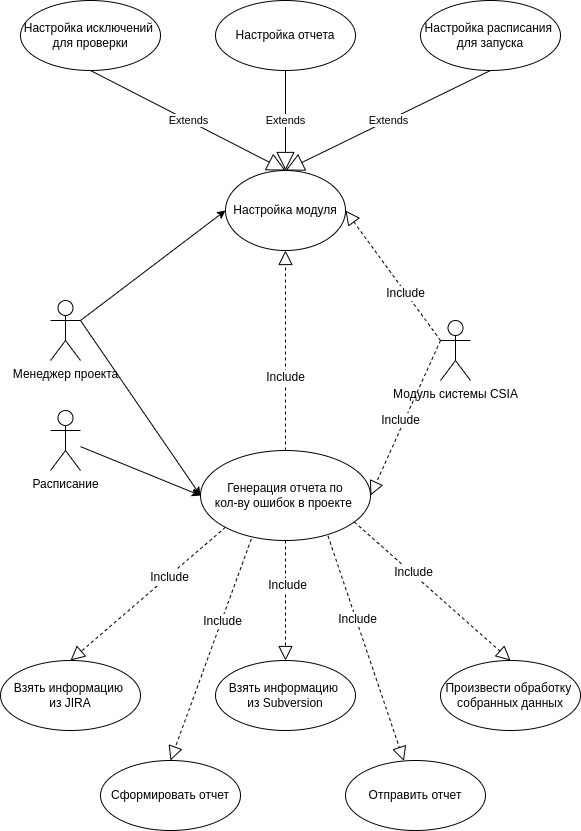 Настройка исключений
для проверки
Настройка отчета
Настройка расписания
для запуска
Extends
Extends
Extends
Настройка модуля
Include
Менеджер проекта
Include
Модуль системы CSIA
Include
Расписание
Генерация отчета по
кол-ву ошибок в проекте
Include
Include
Include
Include
Include
Взять информацию
из JIRA
Взять информацию
из Subversion
Произвести обработку
собранных данных
Сформировать отчет
Отправить отчет